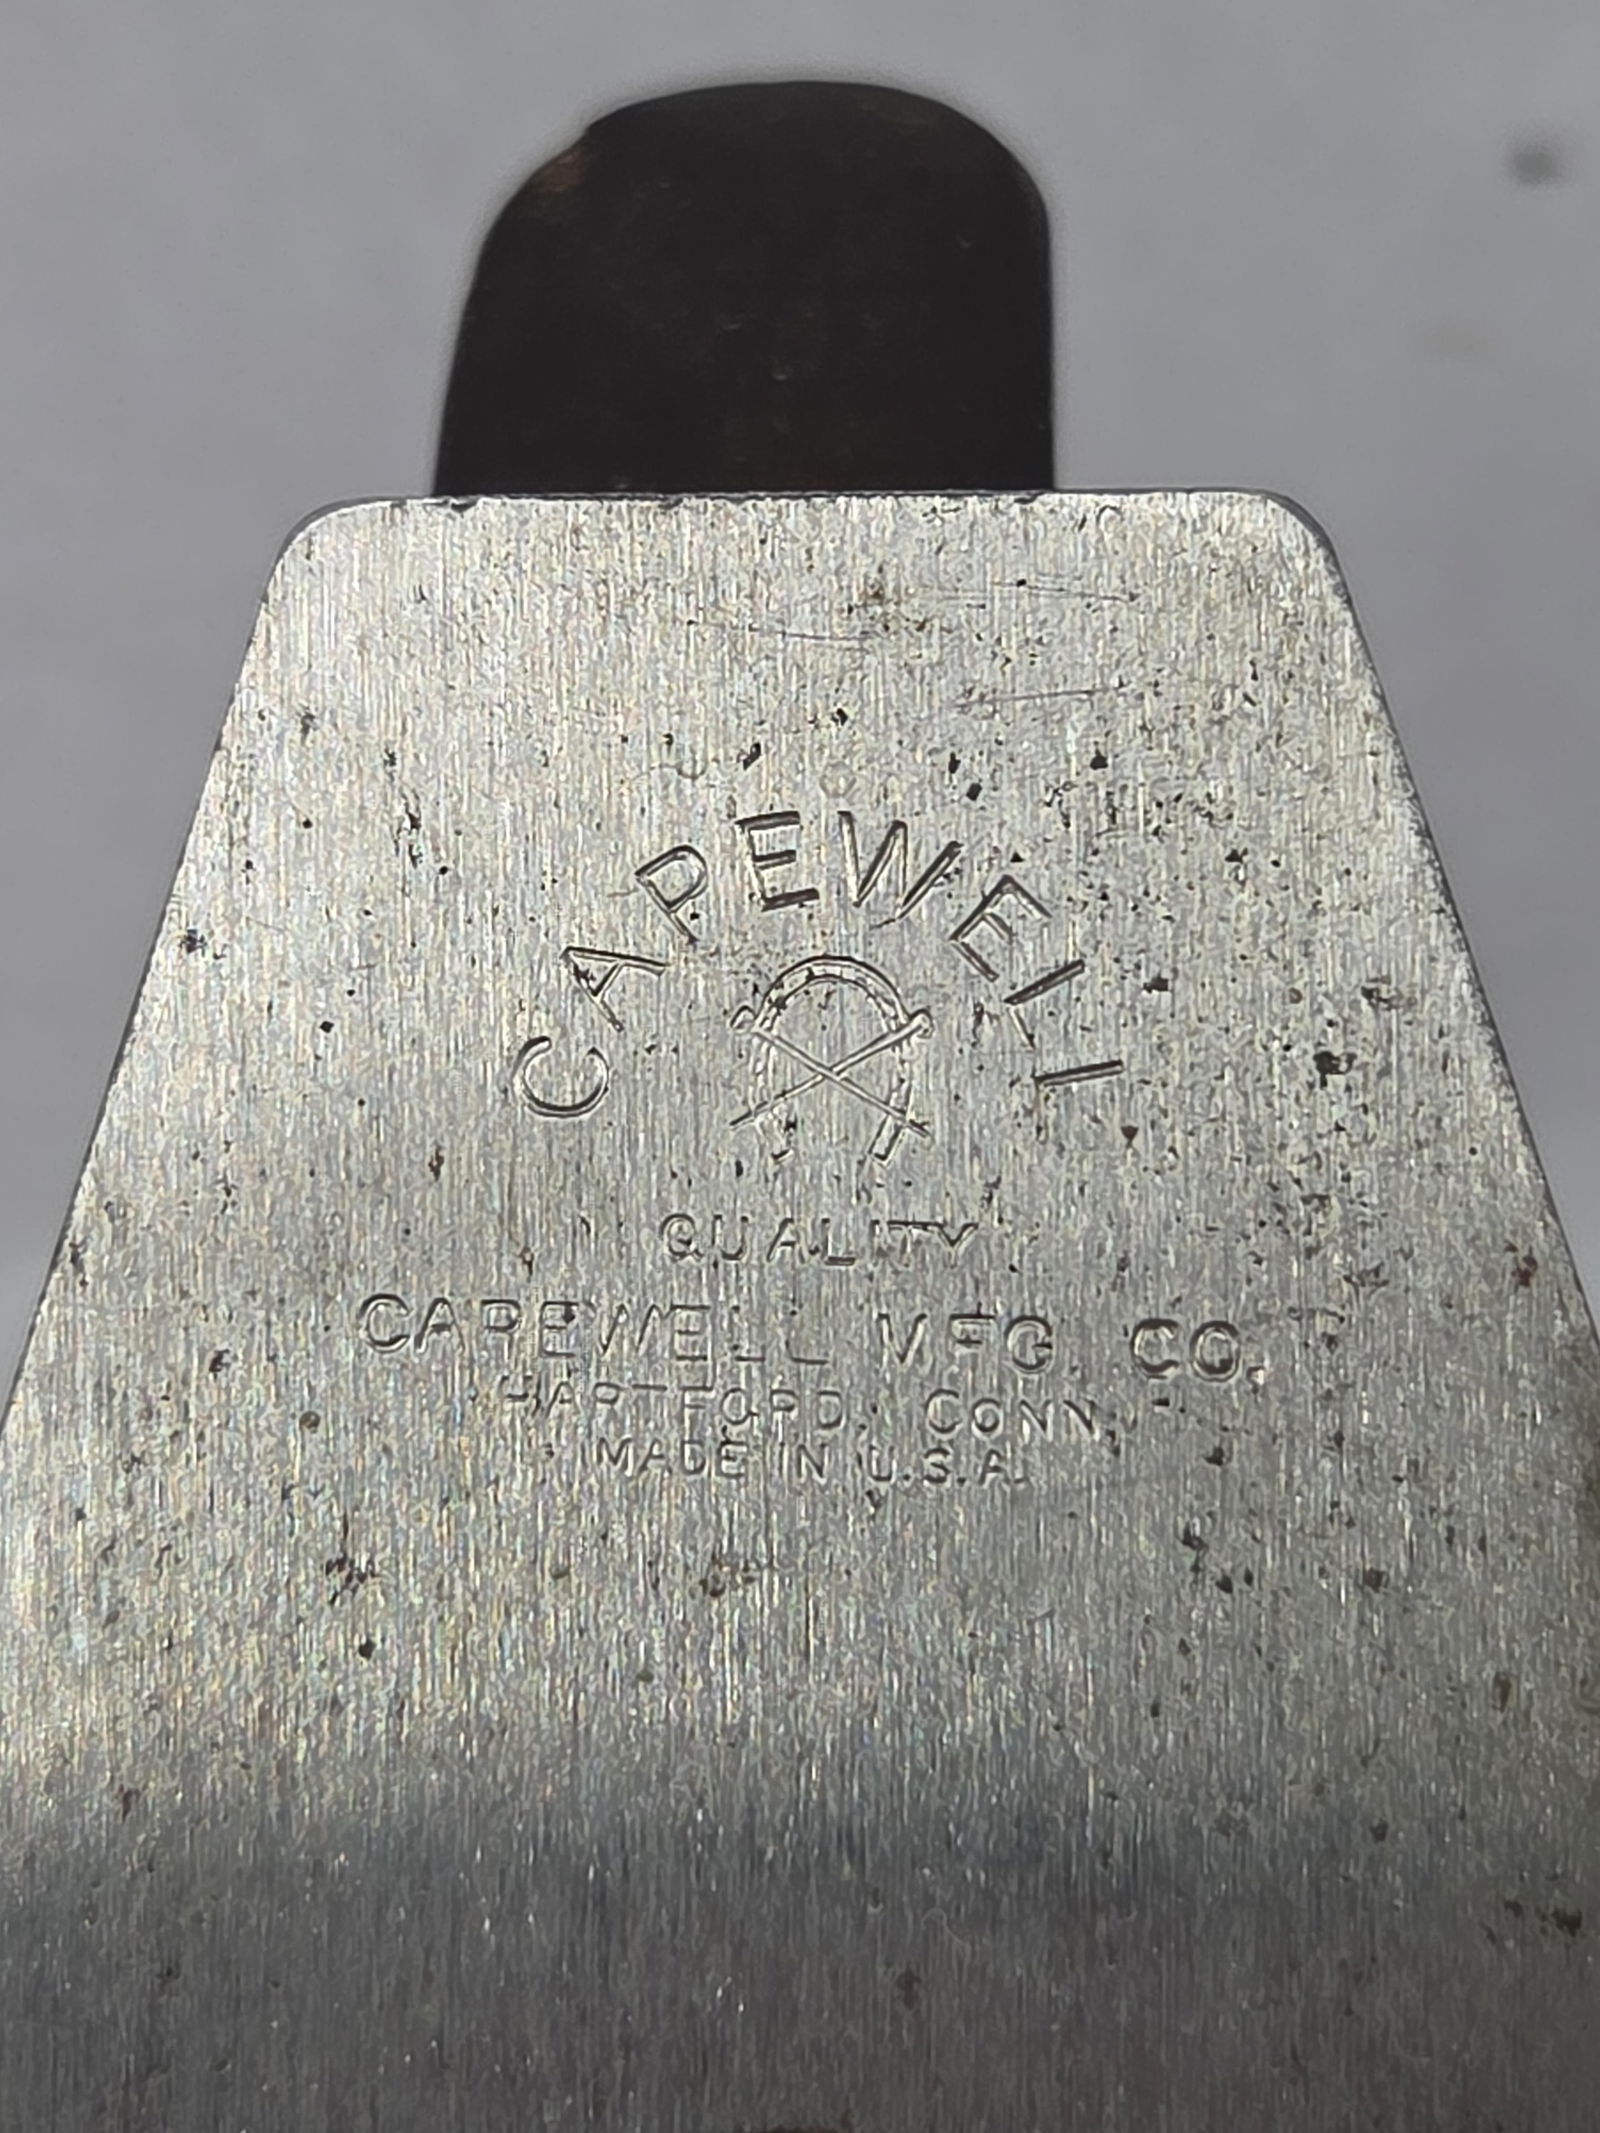 CAPEWELL
QUALITY
CAPEWELL MFG. CO.
HARTFORD, CONN.
MADE IN U.S.A.